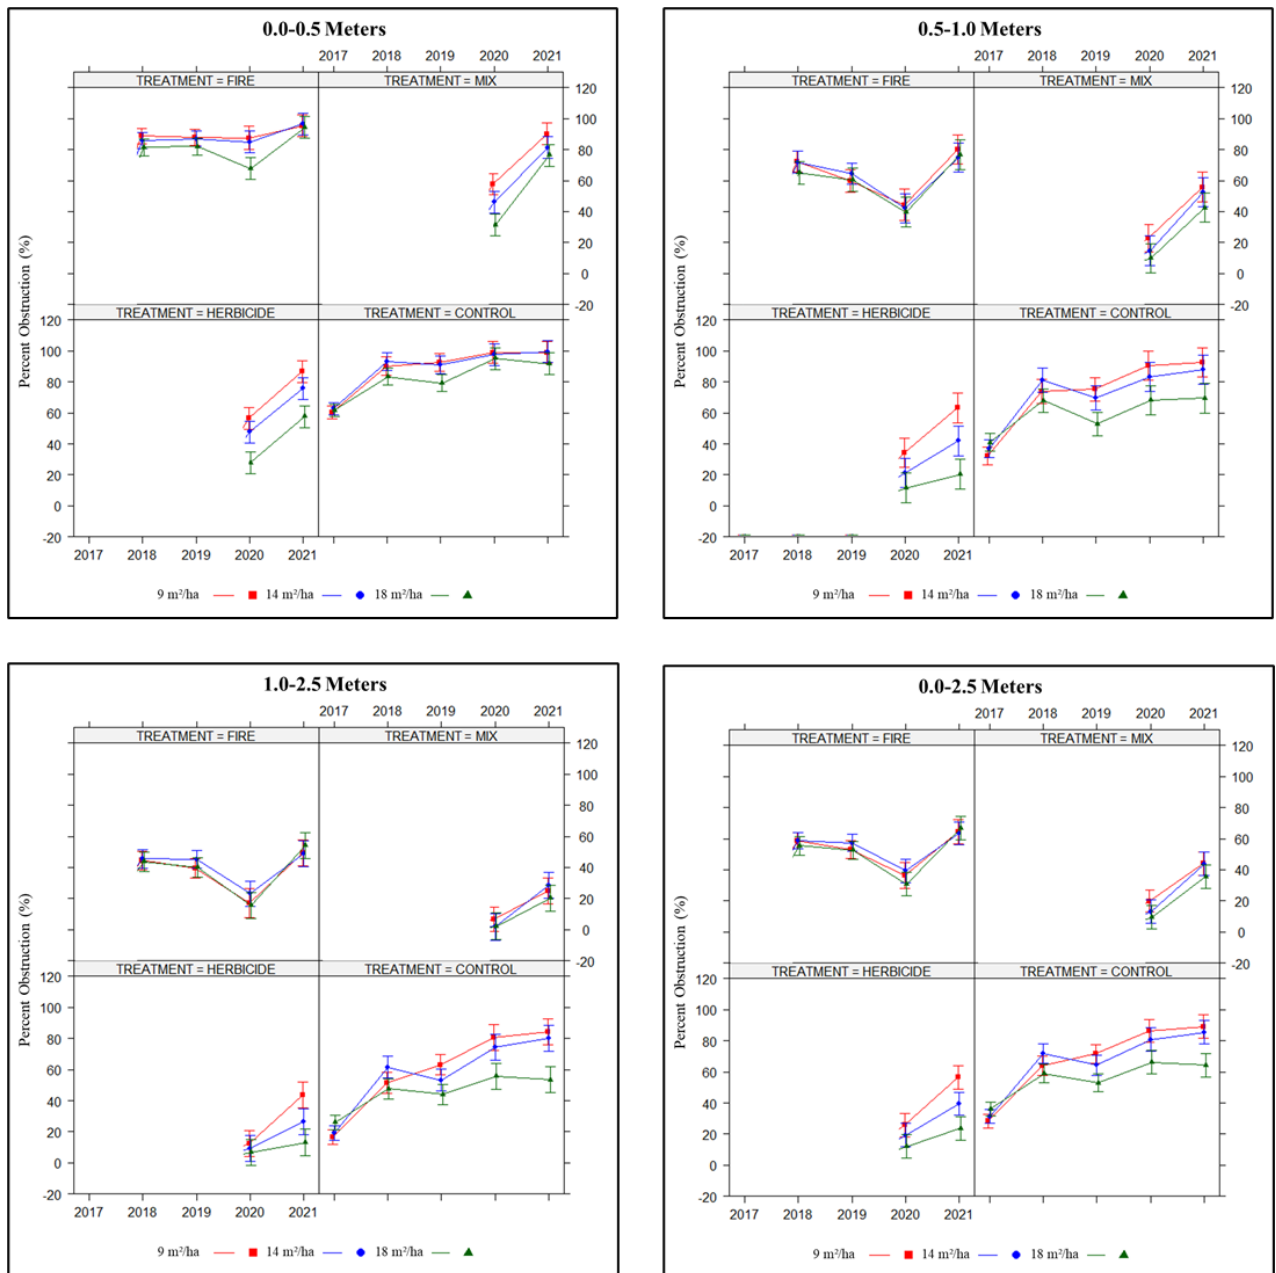 0.0-0.5 Meters
2017 2018 2019 2020 2021
TREATMENT = FIRE TREATMENT = MIX
120
100
80
60
40
20
0
-20
TREATMENT = HERBICIDE TREATMENT = CONTROL
120
100
80
60
40
20
0
-20
Percent Obstruction (%)
2017 2018 2019 2020 2021
9 m²/ha 14 m²/ha 18 m²/ha
0.5-1.0 Meters
2017 2018 2019 2020 2021
TREATMENT = FIRE TREATMENT = MIX
120
100
80
60
40
20
0
-20
TREATMENT = HERBICIDE TREATMENT = CONTROL
120
100
80
60
40
20
0
-20
Percent Obstruction (%)
2017 2018 2019 2020 2021
9 m²/ha 14 m²/ha 18 m²/ha
1.0-2.5 Meters
2017 2018 2019 2020 2021
TREATMENT = FIRE TREATMENT = MIX
120
100
80
60
40
20
0
-20
TREATMENT = HERBICIDE TREATMENT = CONTROL
120
100
80
60
40
20
0
-20
Percent Obstruction (%)
2017 2018 2019 2020 2021
9 m²/ha 14 m²/ha 18 m²/ha
0.0-2.5 Meters
2017 2018 2019 2020 2021
TREATMENT = FIRE TREATMENT = MIX
120
100
80
60
40
20
0
-20
TREATMENT = HERBICIDE TREATMENT = CONTROL
120
100
80
60
40
20
0
-20
Percent Obstruction (%)
2017 2018 2019 2020 2021
9 m²/ha 14 m²/ha 18 m²/ha